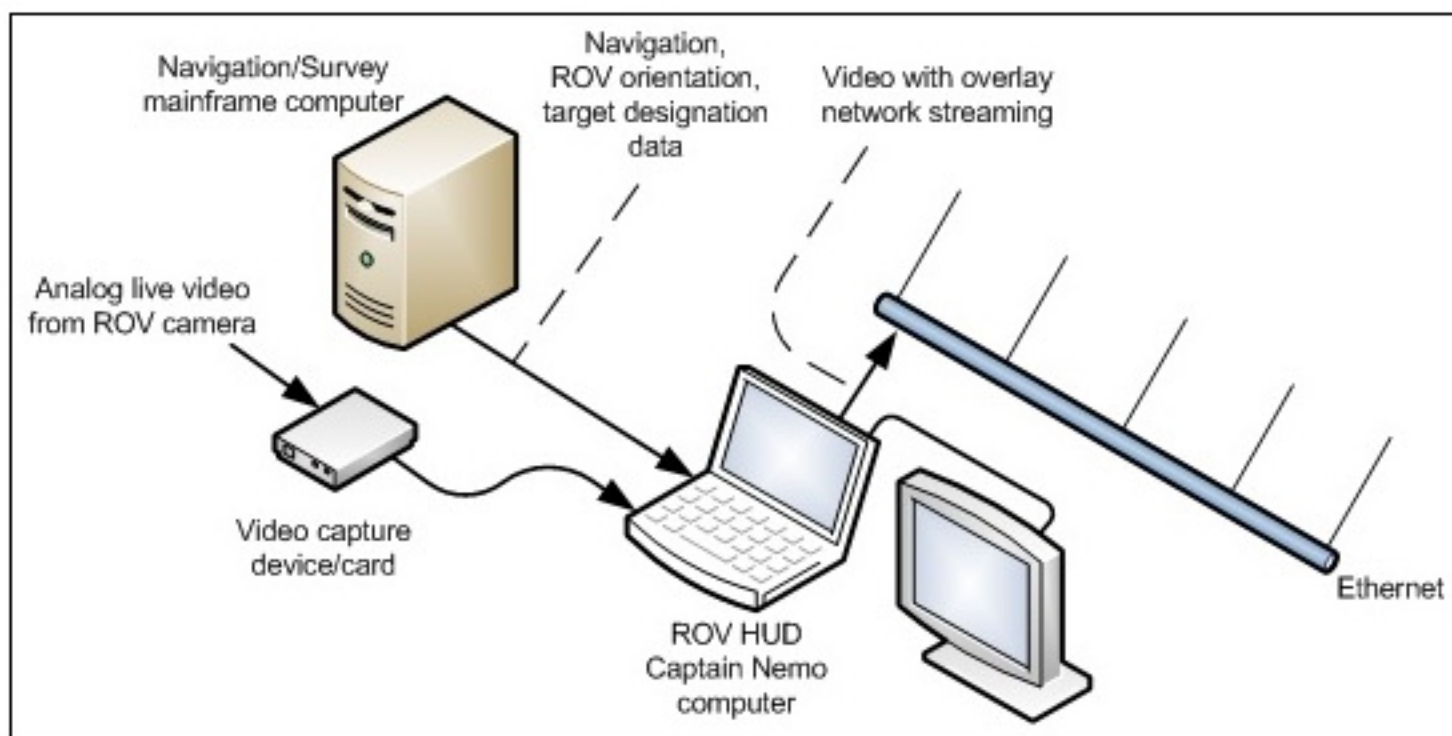 Navigation/Survey
mainframe computer
Navigation,
ROV orientation,
target designation
data
Video with overlay
network streaming
Analog live video
from ROV camera
Video capture
device/card
ROV HUD
Captain Nemo
computer
Ethernet